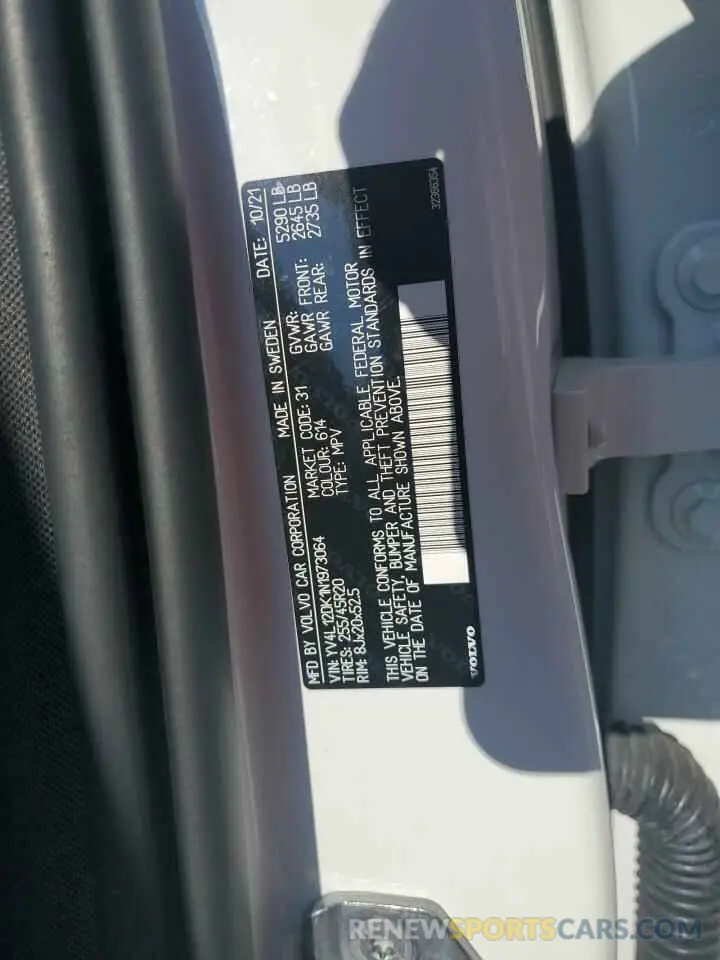 MFD BY VOLVO CAR CORPORATION MADE IN SWEDEN DATE: 10/21
VIN: YV4L12DK1N1973064 MARKET CODE: 31 GVWR: 5290 LB
TIRES: 255/45R20 COLOUR: 614 GAWR FRONT: 2645 LB
RIM: 8Jx20x52.5 TYPE: MPV GAWR REAR: 2735 LB
THIS VEHICLE CONFORMS TO ALL APPLICABLE FEDERAL MOTOR
VEHICLE SAFETY, BUMPER AND THEFT PREVENTION STANDARDS IN EFFECT
ON THE DATE OF MANUFACTURE SHOWN ABOVE.
VOLVO
RENEWSPORTSCARS.COM